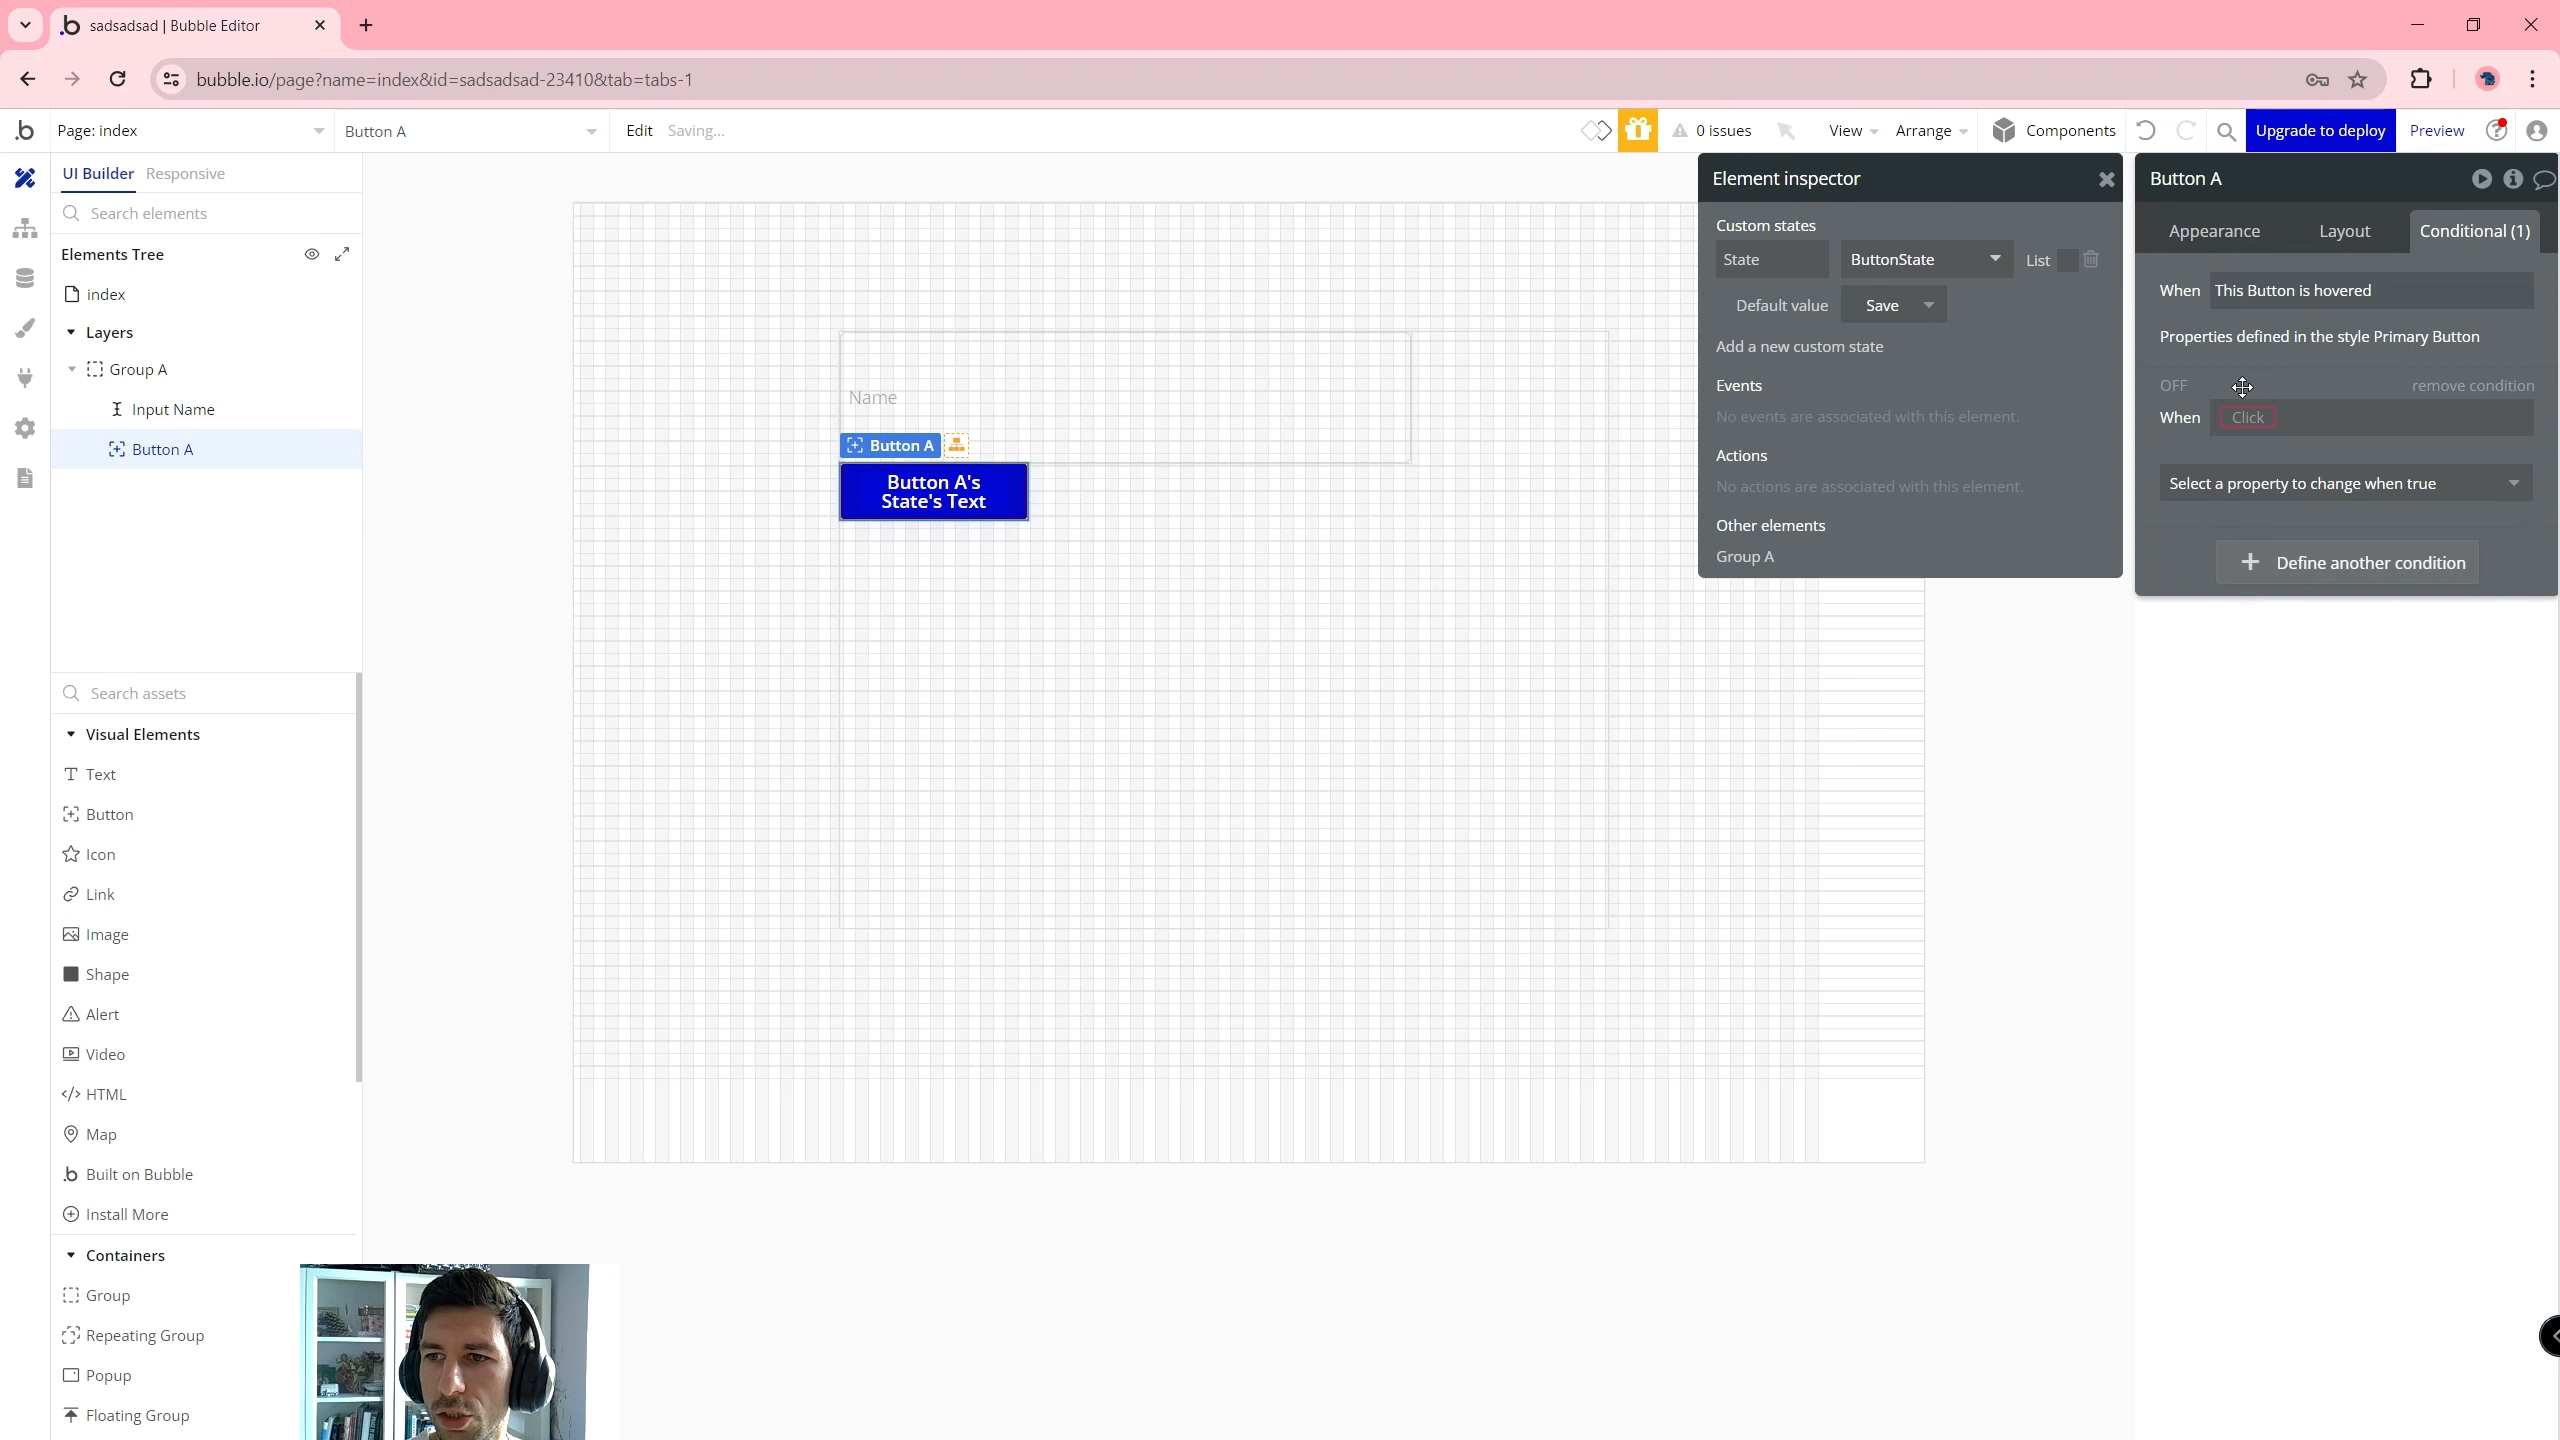 sadsadsad | Bubble Editor
bubble.io/page?name=index&id=sadsadsad-23410&tab=tabs-1
Page: index
Button A
Edit
Saving...
0 issues
View
Arrange
Components
Upgrade to deploy
Preview
UI Builder
Responsive
Search elements
Elements Tree
index
Layers
Group A
Input Name
Button A
Search assets
Visual Elements
Text
Button
Icon
Link
Image
Shape
Alert
Video
HTML
Map
Built on Bubble
Install More
Containers
Group
Repeating Group
Popup
Floating Group
Name
Button A
Button A's
State's Text
Element inspector
Custom states
State
ButtonState
List
Default value
Save
Add a new custom state
Events
No events are associated with this element.
Actions
No actions are associated with this element.
Other elements
Group A
Button A
Appearance
Layout
Conditional (1)
When
This Button is hovered
Properties defined in the style Primary Button
OFF
remove condition
When
Click
Select a property to change when true
Define another condition